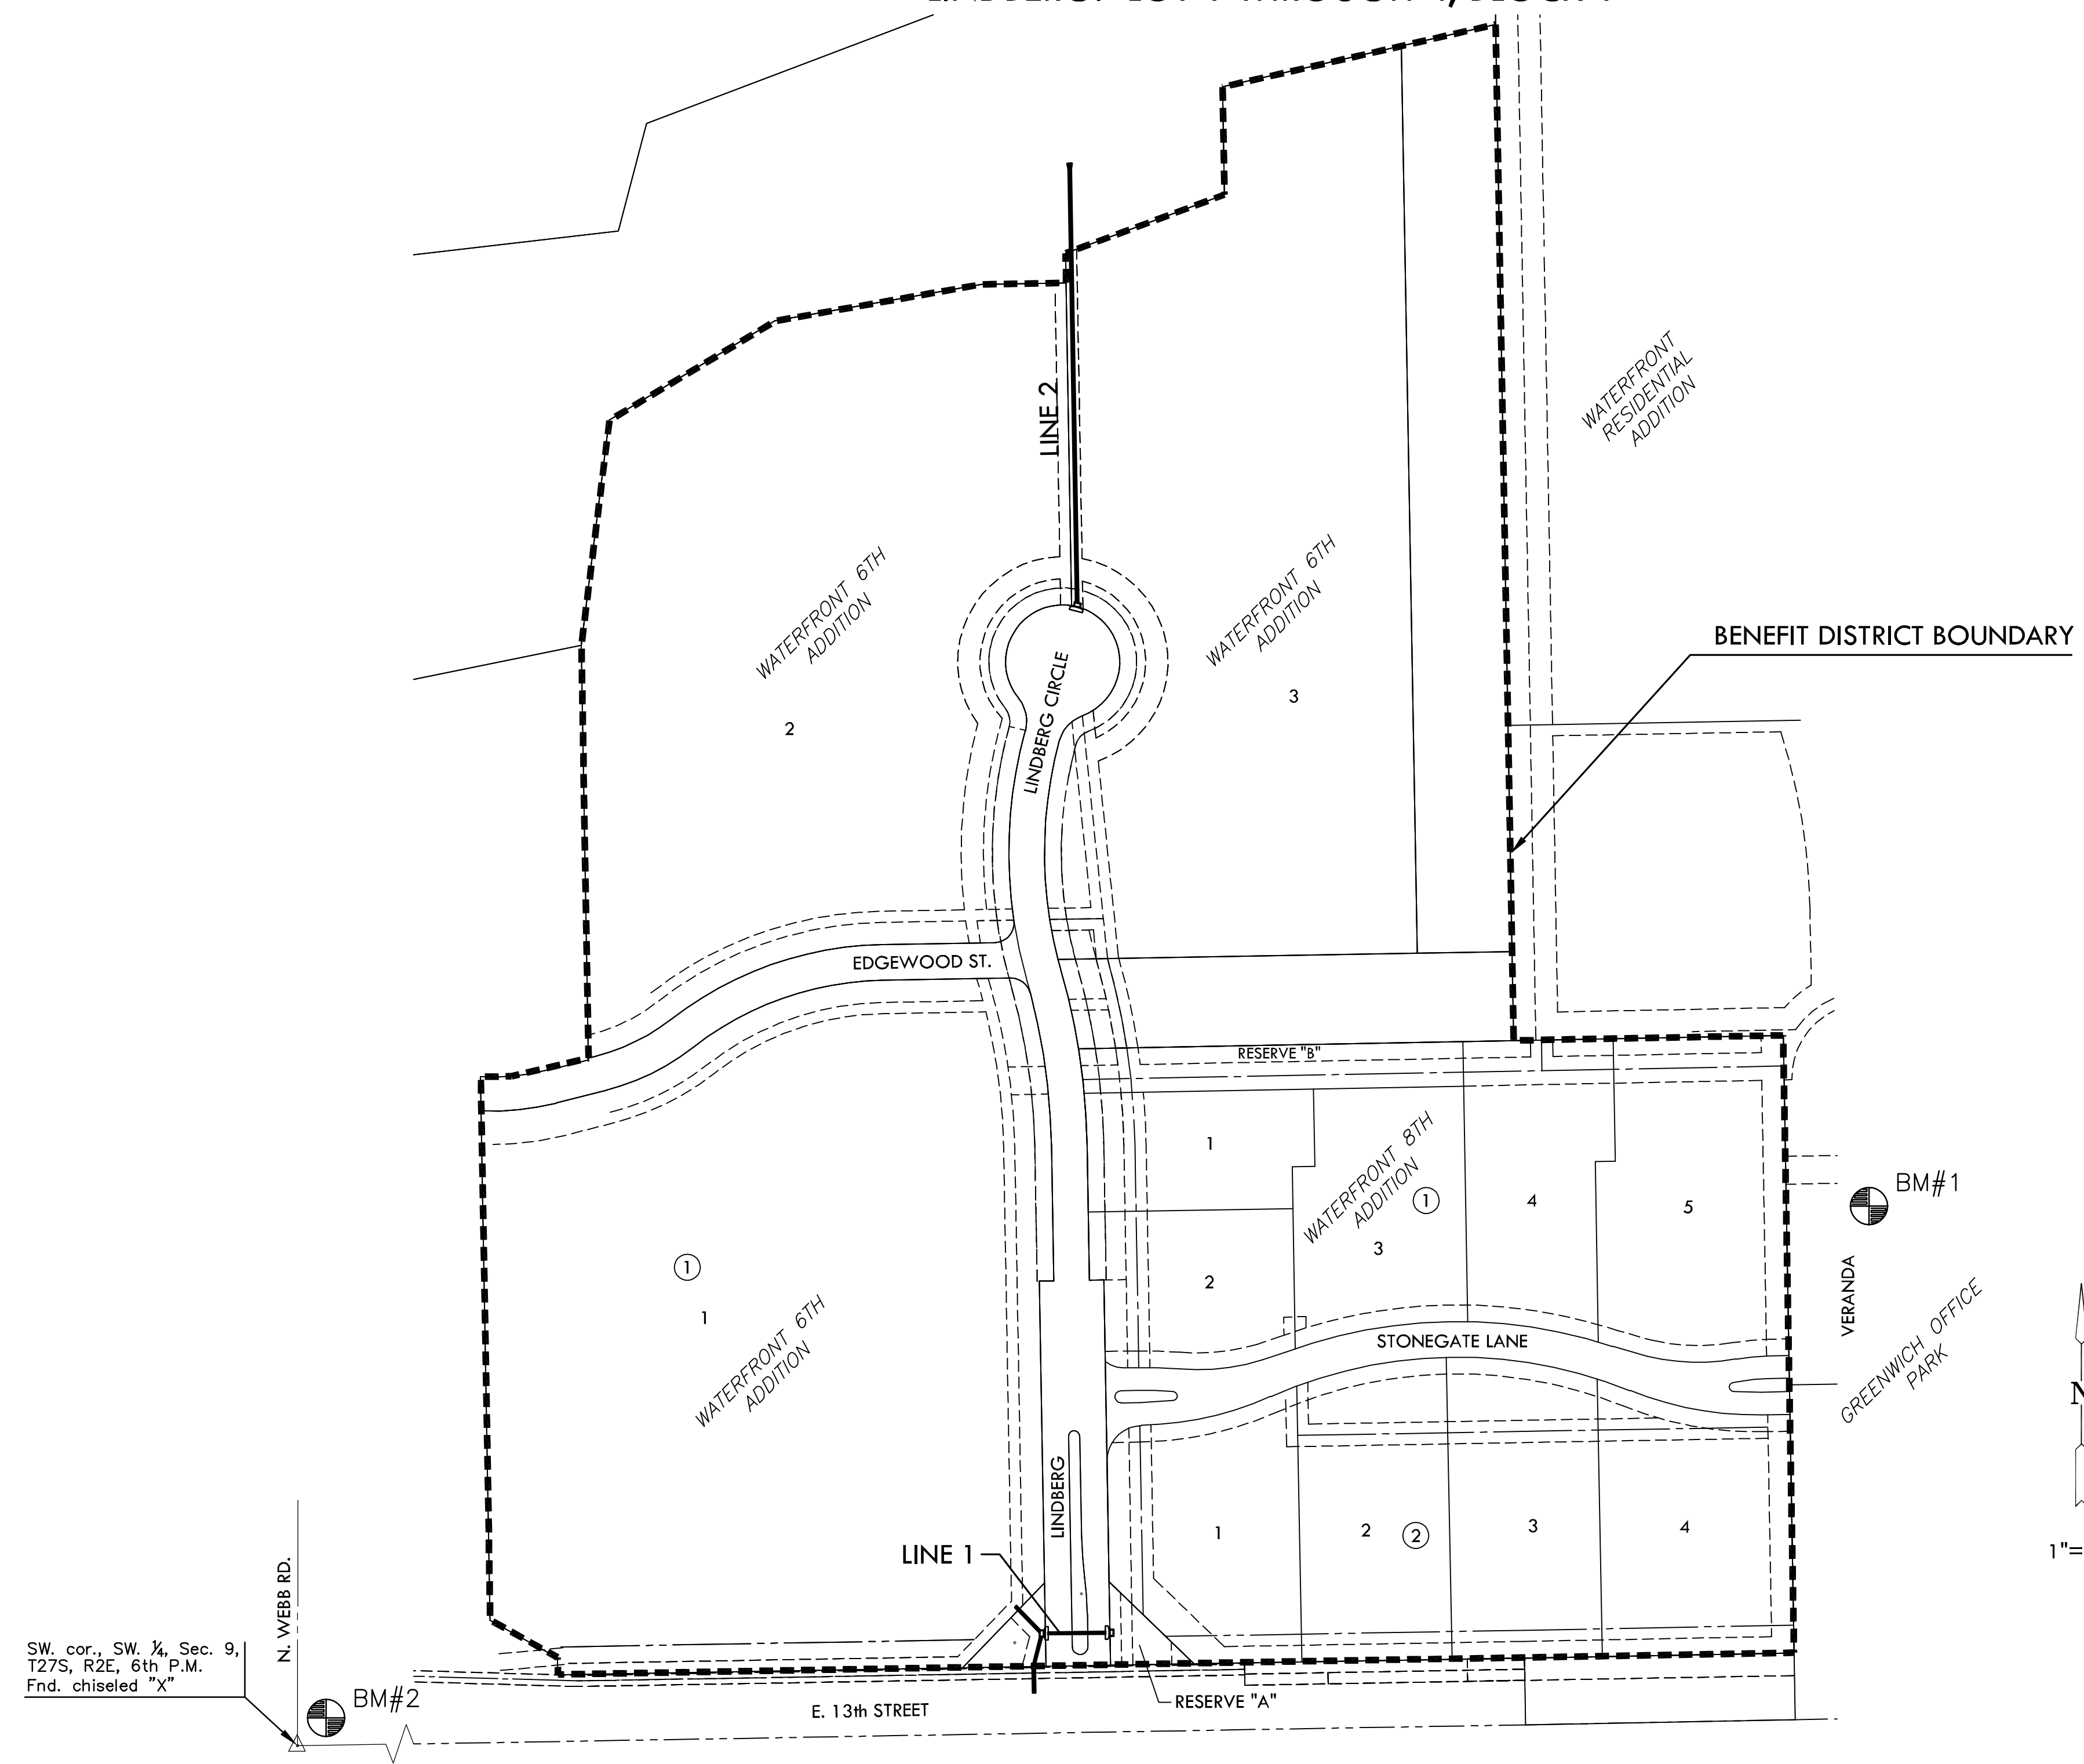 LINE 2
WATERFRONT
RESIDENTIAL
ADDITION
WATERFRONT 6TH
ADDITION
2
WATERFRONT 6TH
ADDITION
3
BENEFIT DISTRICT BOUNDARY
LINDBERG CIRCLE
EDGEWOOD ST.
RESERVE "B"
1
WATERFRONT 8TH
ADDITION
1
3
4
5
BM#1
2
1
1
WATERFRONT 6TH
ADDITION
STONEGATE LANE
VERANDA
GREENWICH OFFICE
PARK
LINDBERG
1
2
2
3
4
LINE 1
1"=
N. WEBB RD.
SW. cor., SW. ¼, Sec. 9,
T27S, R2E, 6th P.M.
Fnd. chiseled "X"
BM#2
E. 13th STREET
RESERVE "A"